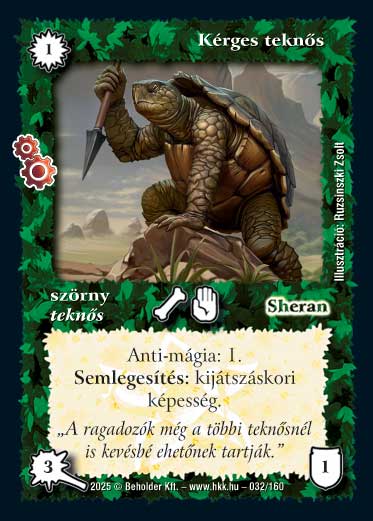 1
Kérges teknős
Illusztráció: Ruzsinszki Zsolt
szörny
teknős
Sheran
Anti-mágia: 1.
Semlegesítés: kijátszáskori
képesség.
„A ragadozók még a többi teknősnél
is kevésbé ehetőnek tartják.”
3
1
2025 © Beholder Kft. – www.hkk.hu – 032/160